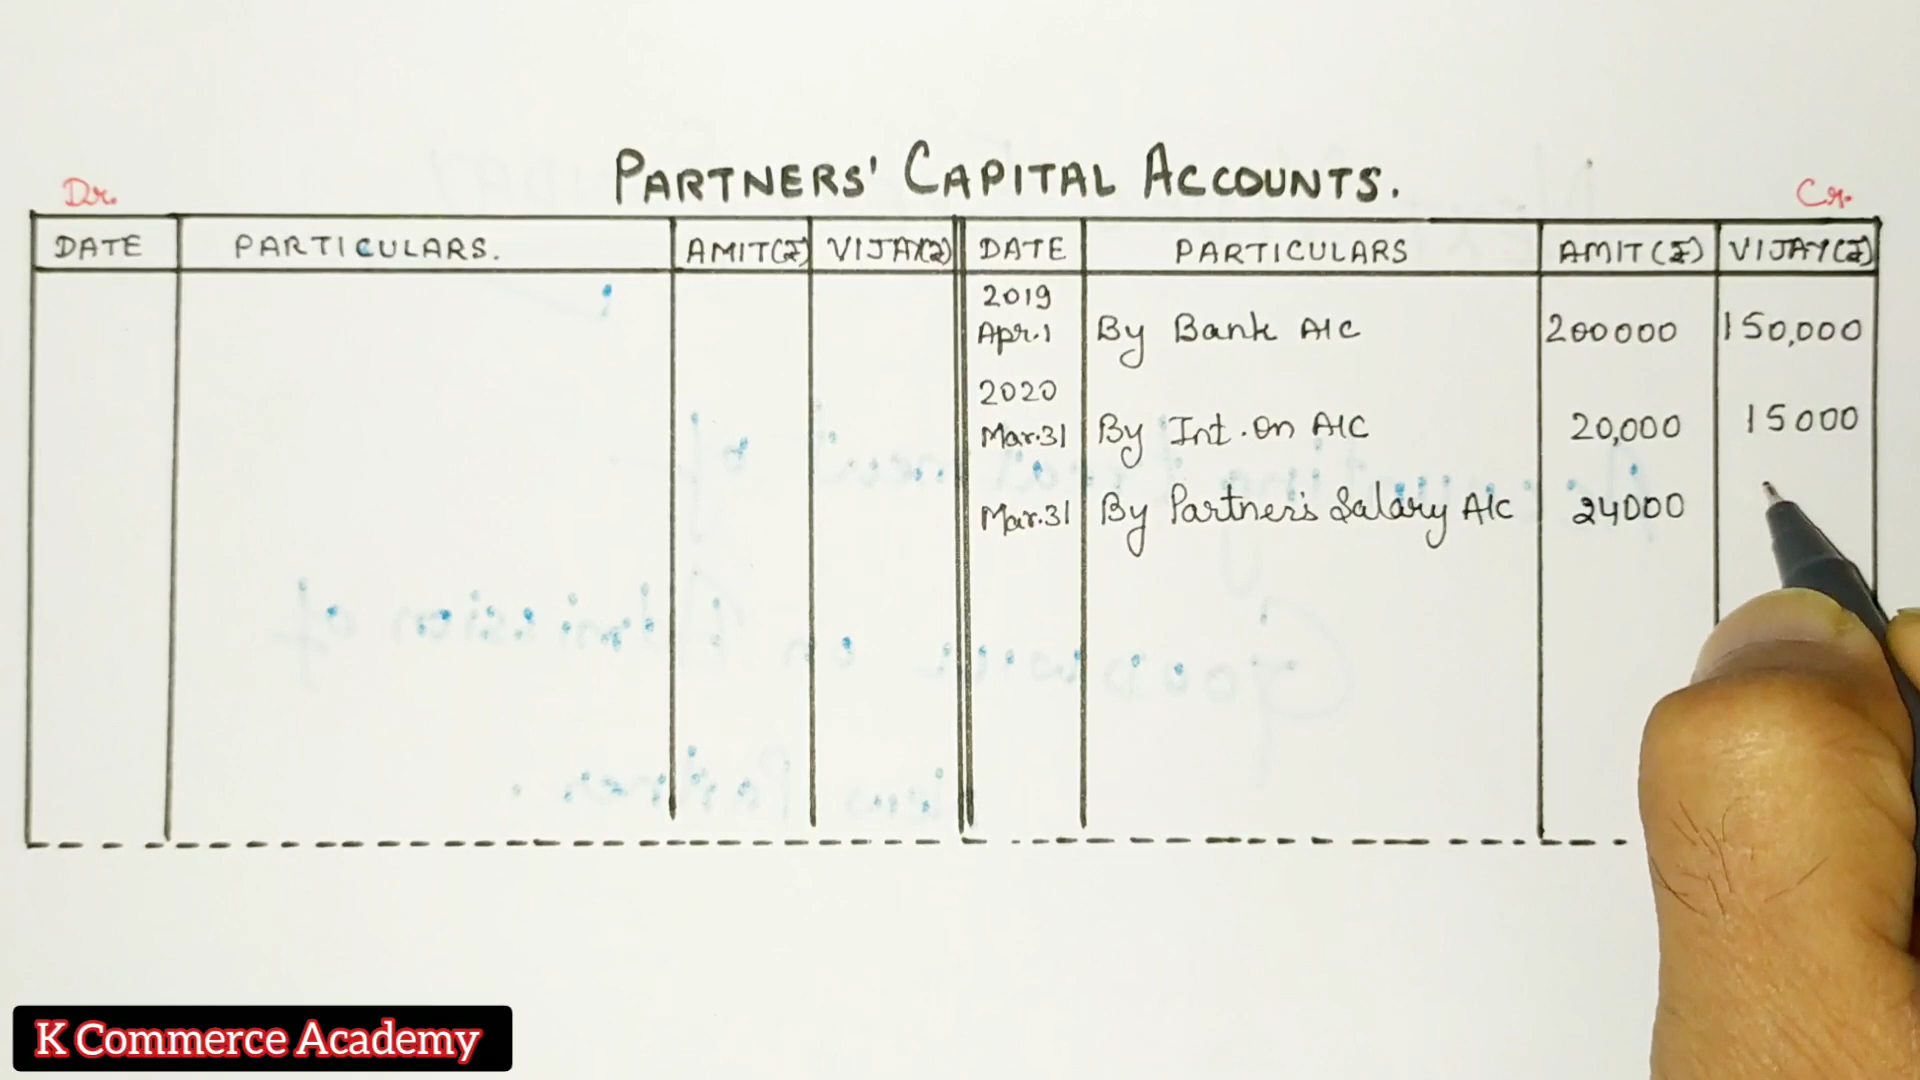 PARTNERS' CAPITAL ACCOUNTS.
Dr. Cr.
DATE PARTICULARS. AMIT(₹) VIJAY(₹) DATE PARTICULARS AMIT(₹) VIJAY(₹)
2019
Apr.1 By Bank A/C 200000 150,000
2020
Mar.31 By Int. on A/C 20,000 15000
Mar.31 By Partner's Salary A/C 24000
K Commerce Academy